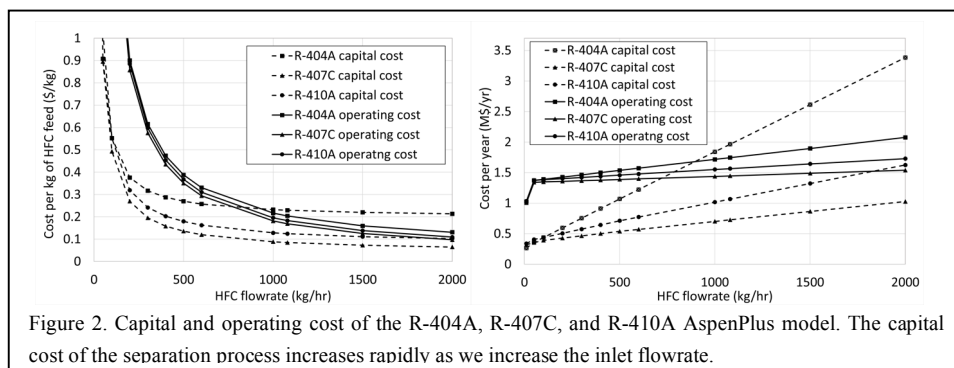 Cost per kg of HFC feed ($/kg)
1
0.9
0.8
0.7
0.6
0.5
0.4
0.3
0.2
0.1
0
R-404A capital cost
R-407C capital cost
R-410A capital cost
R-404A operating cost
R-407C operating cost
R-410A operatng cost
0 500 1000 1500 2000
HFC flowrate (kg/hr)
Cost per year (M$/yr)
3.5
3
2.5
2
1.5
1
0.5
0
R-404A capital cost
R-407C capital cost
R-410A capital cost
R-404A operating cost
R-407C operating cost
R-410A operatng cost
0 500 1000 1500 2000
HFC flowrate (kg/hr)
Figure 2. Capital and operating cost of the R-404A, R-407C, and R-410A AspenPlus model. The capital
cost of the separation process increases rapidly as we increase the inlet flowrate.